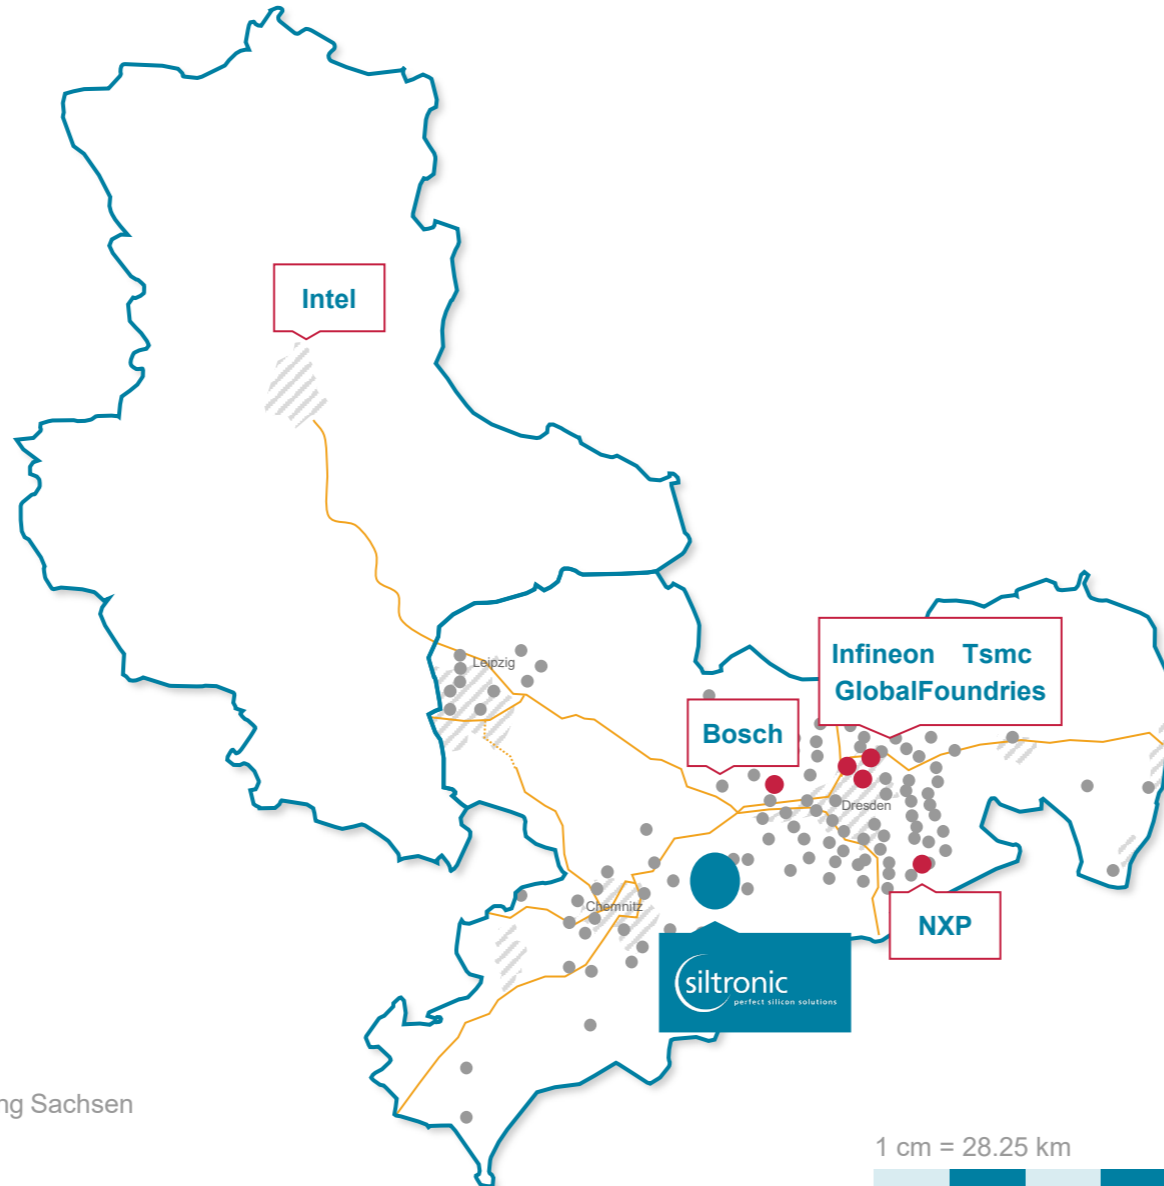 Intel
Leipzig
Infineon Tsmc
GlobalFoundries
Bosch
Dresden
Chemnitz
NXP
siltronic
perfect silicon solutions
ng Sachsen
1 cm = 28.25 km